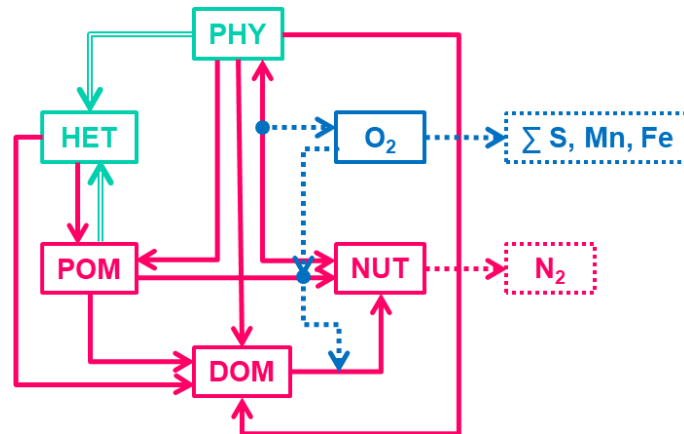 PHY
HET
O₂
∑ S, Mn, Fe
POM
NUT
N₂
DOM